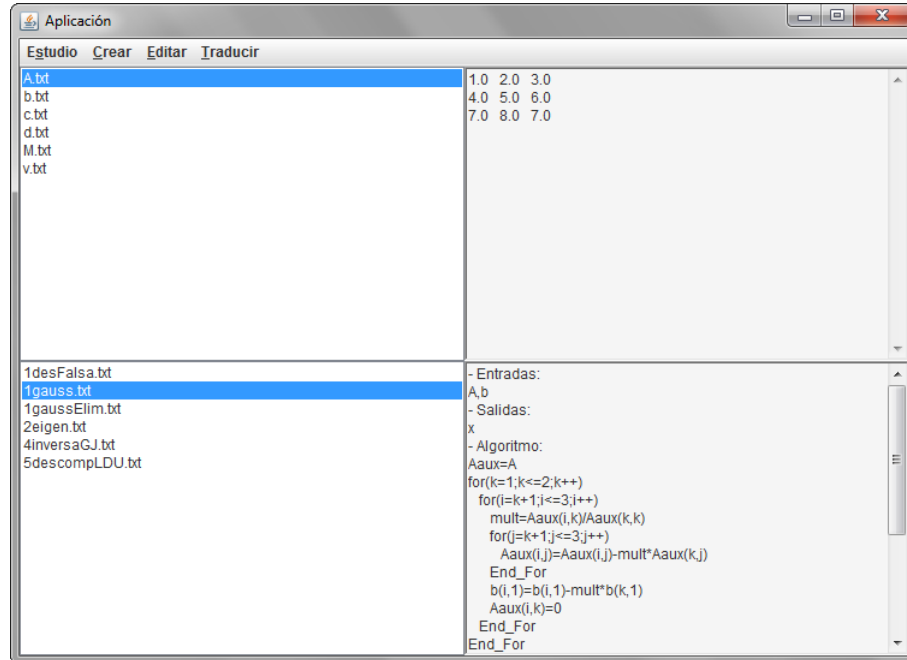 Aplicación
Estudio Crear Editar Traducir
A.txt
b.txt
c.txt
d.txt
M.txt
v.txt
1.0 2.0 3.0
4.0 5.0 6.0
7.0 8.0 7.0
1desFalsa.txt
1gauss.txt
1gaussElim.txt
2eigen.txt
4inversaGJ.txt
5descompLDU.txt
- Entradas:
A,b
- Salidas:
x
- Algoritmo:
Aaux=A
for(k=1;k<=2;k++)
for(i=k+1;i<=3;i++)
mult=Aaux(i,k)/Aaux(k,k)
for(j=k+1;j<=3;j++)
Aaux(i,j)=Aaux(i,j)-mult*Aaux(k,j)
End_For
b(i,1)=b(i,1)-mult*b(k,1)
Aaux(i,k)=0
End_For
End_For